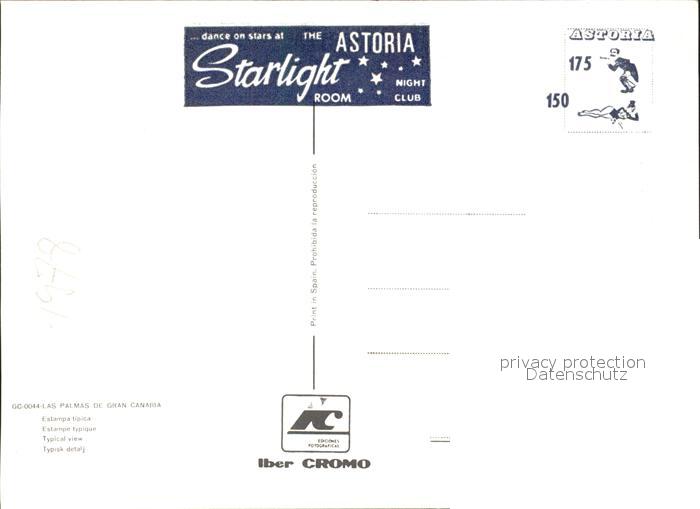 ... dance on stars at THE ASTORIA
Starlight
ROOM
NIGHT
CLUB
ASTORIA
175
150
Print in Spain. Prohibida la reproducción
1978
privacy protection
Datenschutz
GC-0044-LAS PALMAS DE GRAN CANARIA
Estampa típica
Estampe typique
Typical view
Typisk detalj
EDICIONES
FOTOGRAFICAS
Iber CROMO